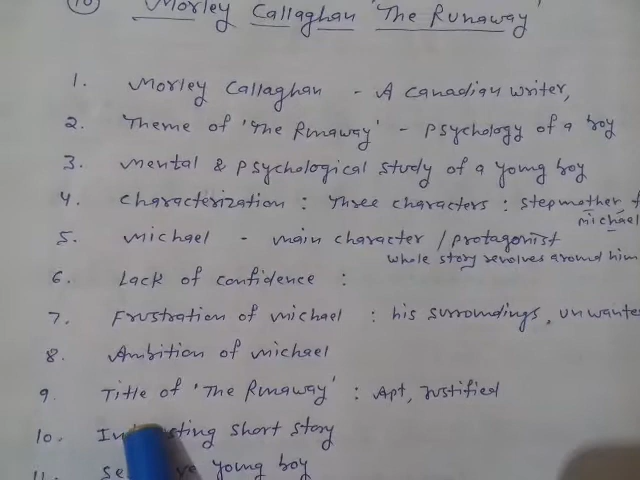 10 Morley Callaghan 'The Runaway'
1. Morley Callaghan - A Canadian writer,
2. Theme of 'The Runaway' - Psychology of a boy
3. Mental & Psychological study of a young boy
4. Characterization : Three characters : stepmother
michael
5. Michael - main character / protagonist
whole story revolves around him
6. Lack of confidence :
7. Frustration of michael : his surroundings,
8. Ambition of michael
9. Title of 'The Runaway' : Apt, Justified
10. short story
11. young boy